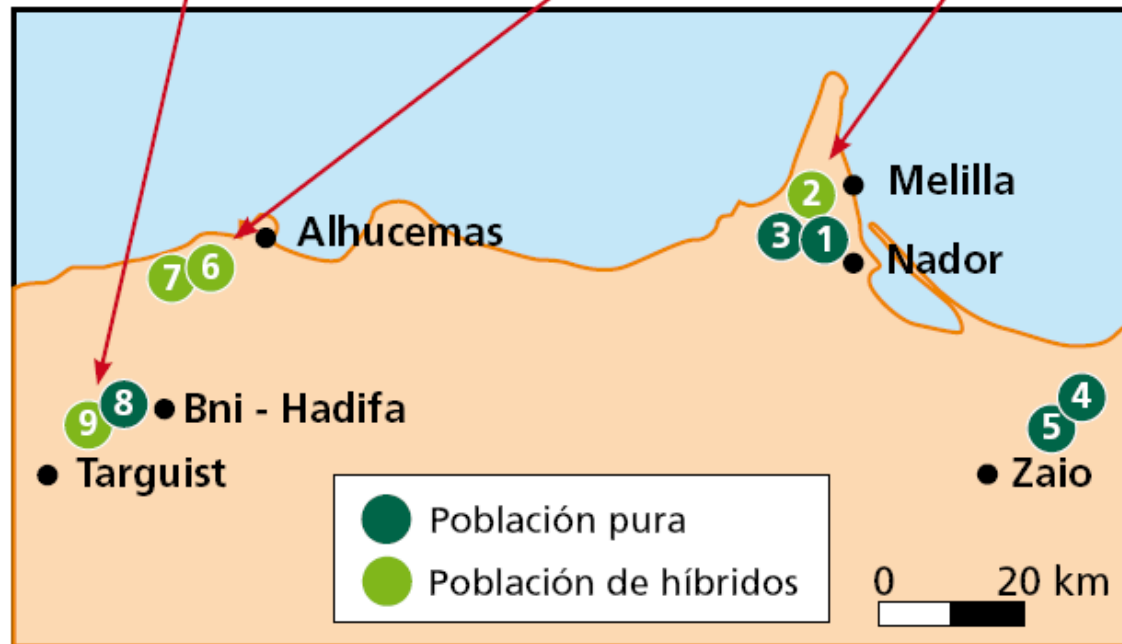 Melilla
2
Alhucemas
3
1
Nador
7
6
8
Bni - Hadifa
4
9
5
Targuist
Zaio
Población pura
Población de híbridos
0 20 km